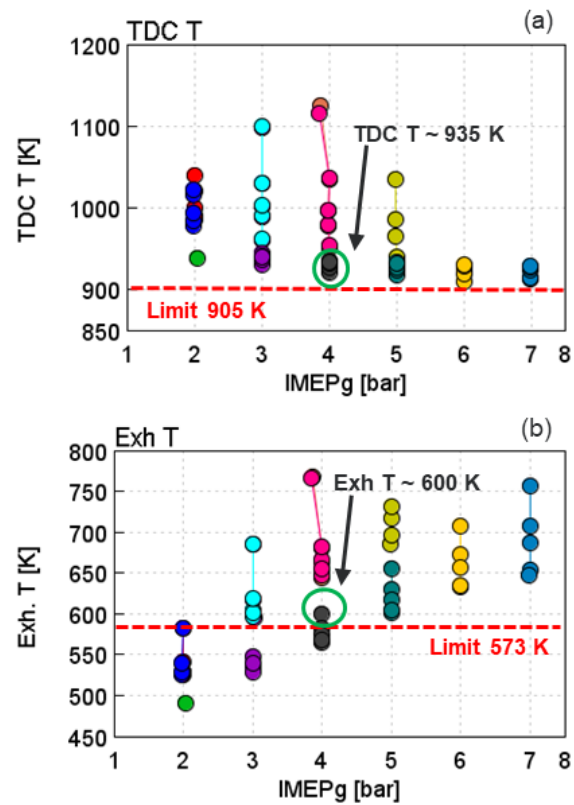 TDC T
(a)
1200
1100
1000
900
850
TDC T [K]
TDC T ~ 935 K
Limit 905 K
1 2 3 4 5 6 7 8
IMEPg [bar]
Exh T
(b)
800
750
700
650
600
550
500
450
Exh. T [K]
Exh T ~ 600 K
Limit 573 K
1 2 3 4 5 6 7 8
IMEPg [bar]